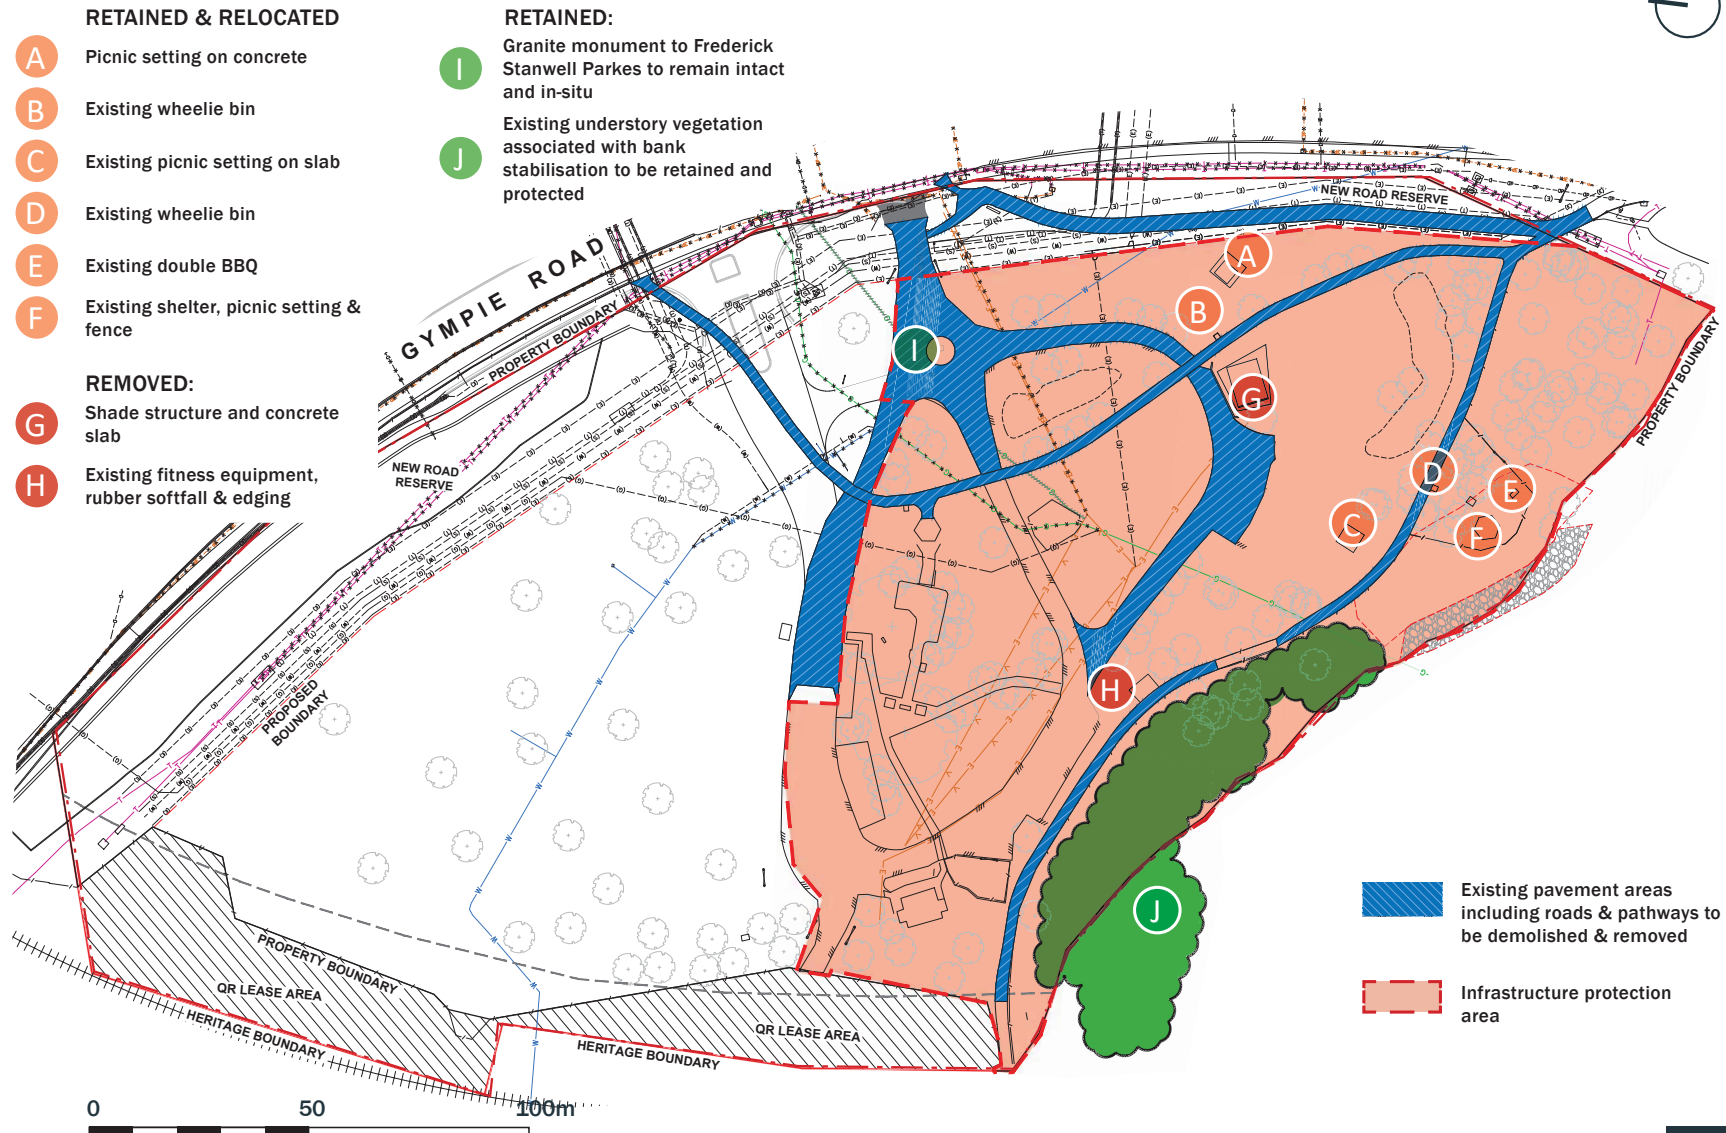 RETAINED & RELOCATED
A
Picnic setting on concrete
B
Existing wheelie bin
C
Existing picnic setting on slab
D
Existing wheelie bin
E
Existing double BBQ
F
Existing shelter, picnic setting &
fence
REMOVED:
G
Shade structure and concrete
slab
H
Existing fitness equipment,
rubber softfall & edging
RETAINED:
I
Granite monument to Frederick
Stanwell Parkes to remain intact
and in-situ
J
Existing understory vegetation
associated with bank
stabilisation to be retained and
protected
GYMPIE ROAD
PROPERTY BOUNDARY
NEW ROAD
RESERVE
NEW ROAD RESERVE
PROPERTY BOUNDARY
A
B
I
G
D
E
C
F
H
J
PROPOSED
BOUNDARY
PROPERTY BOUNDARY
QR LEASE AREA
HERITAGE BOUNDARY
QR LEASE AREA
HERITAGE BOUNDARY
Existing pavement areas
including roads & pathways to
be demolished & removed
Infrastructure protection
area
0 50 100m